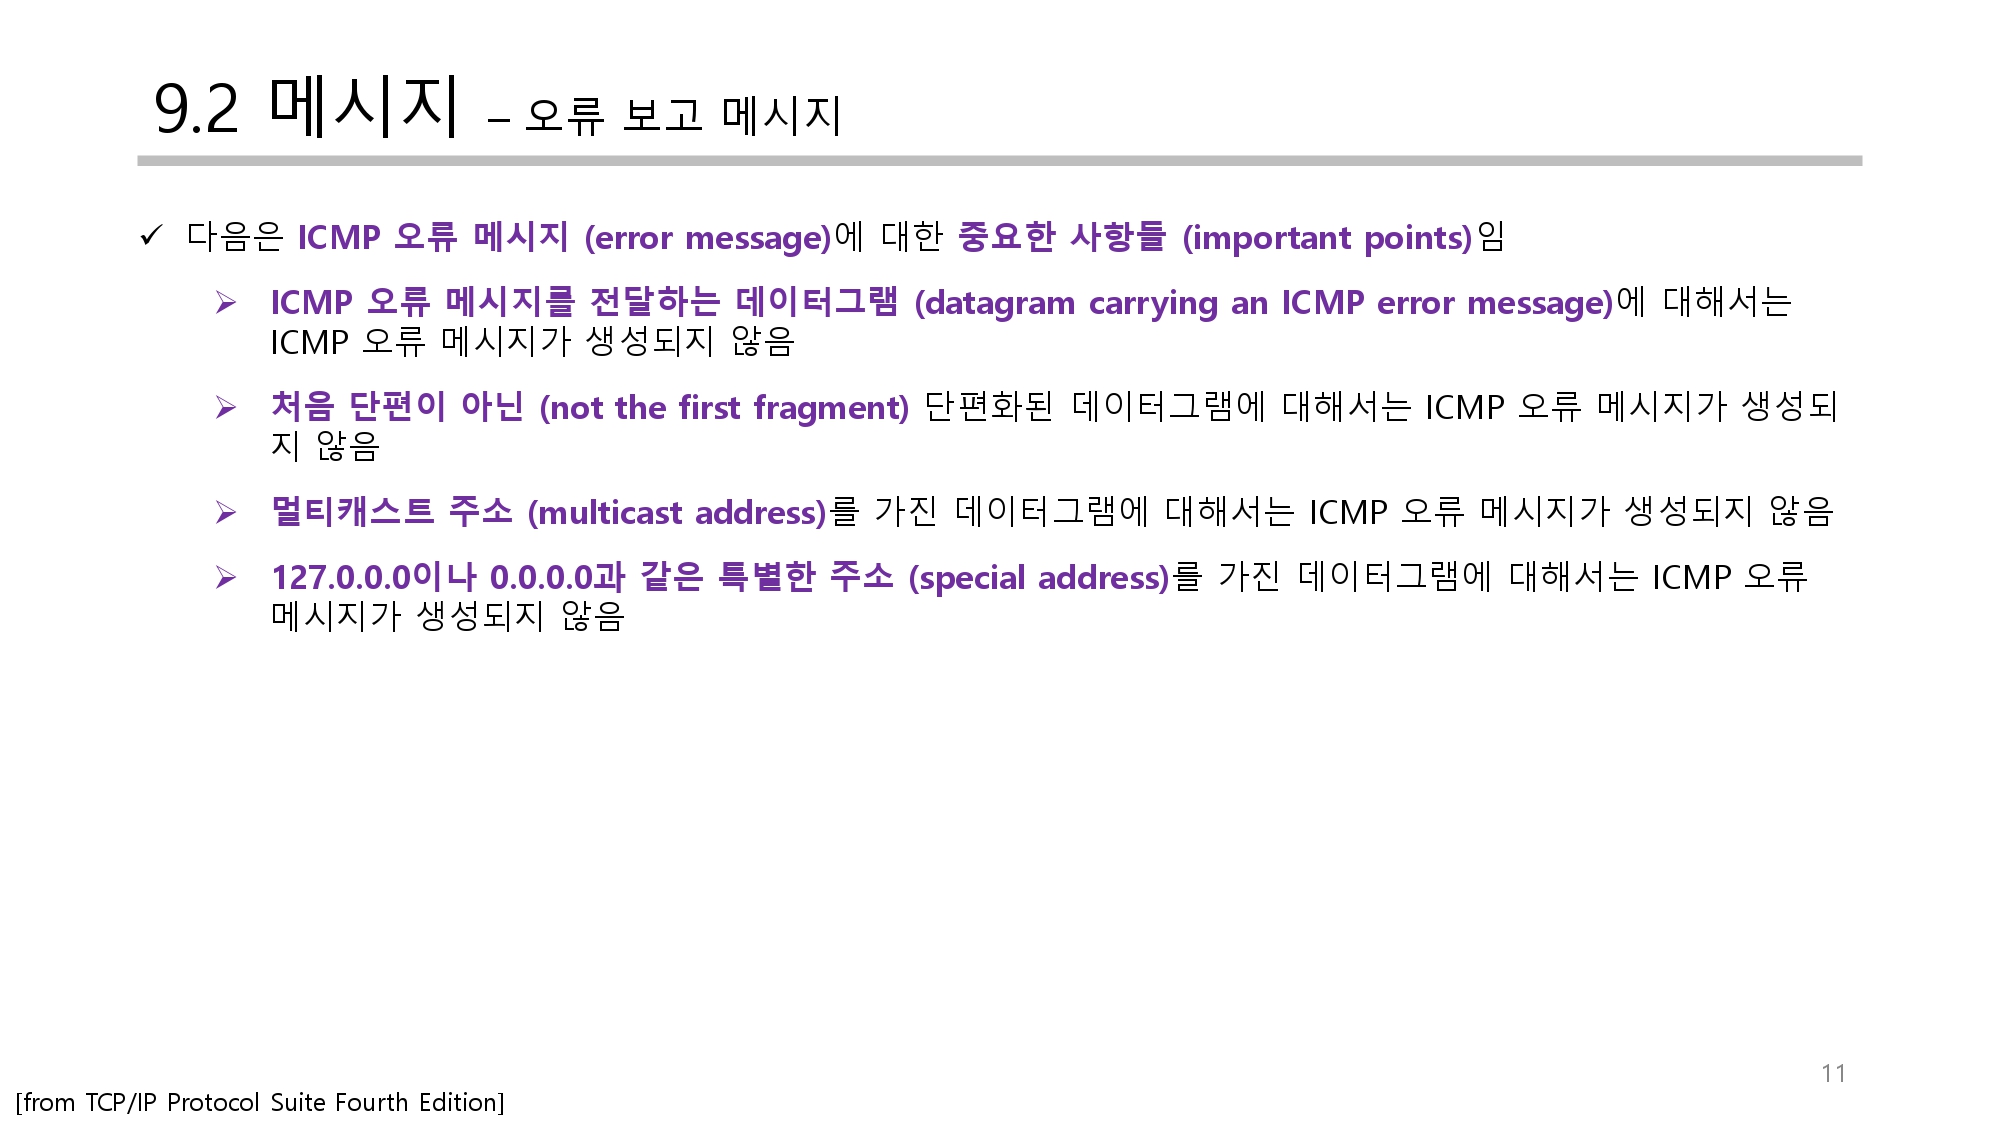 9.2 메시지 – 오류 보고 메시지
✓ 다음은 ICMP 오류 메시지 (error message)에 대한 중요한 사항들 (important points)임
➢ ICMP 오류 메시지를 전달하는 데이터그램 (datagram carrying an ICMP error message)에 대해서는
ICMP 오류 메시지가 생성되지 않음
➢ 처음 단편이 아닌 (not the first fragment) 단편화된 데이터그램에 대해서는 ICMP 오류 메시지가 생성되
지 않음
➢ 멀티캐스트 주소 (multicast address)를 가진 데이터그램에 대해서는 ICMP 오류 메시지가 생성되지 않음
➢ 127.0.0.0이나 0.0.0.0과 같은 특별한 주소 (special address)를 가진 데이터그램에 대해서는 ICMP 오류
메시지가 생성되지 않음
11
[from TCP/IP Protocol Suite Fourth Edition]